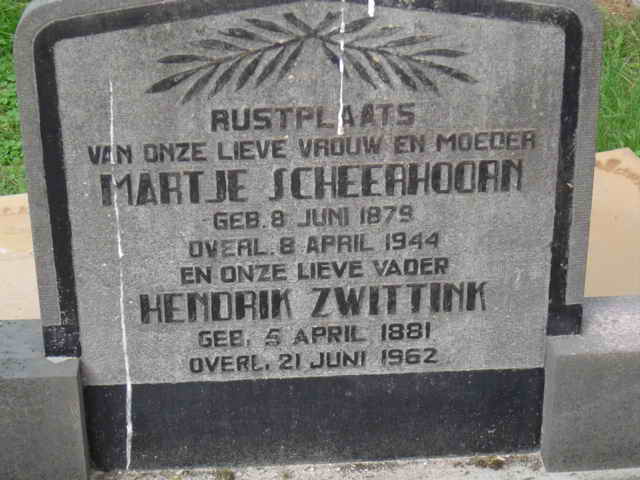 RUSTPLAATS
VAN ONZE LIEVE VROUW EN MOEDER
MARTJE SCHEERHOORN
GEB. 8 JUNI 1879
OVERL. 8 APRIL 1944
EN ONZE LIEVE VADER
HENDRIK ZWITTINK
GEB. 5 APRIL 1881
OVERL. 21 JUNI 1962